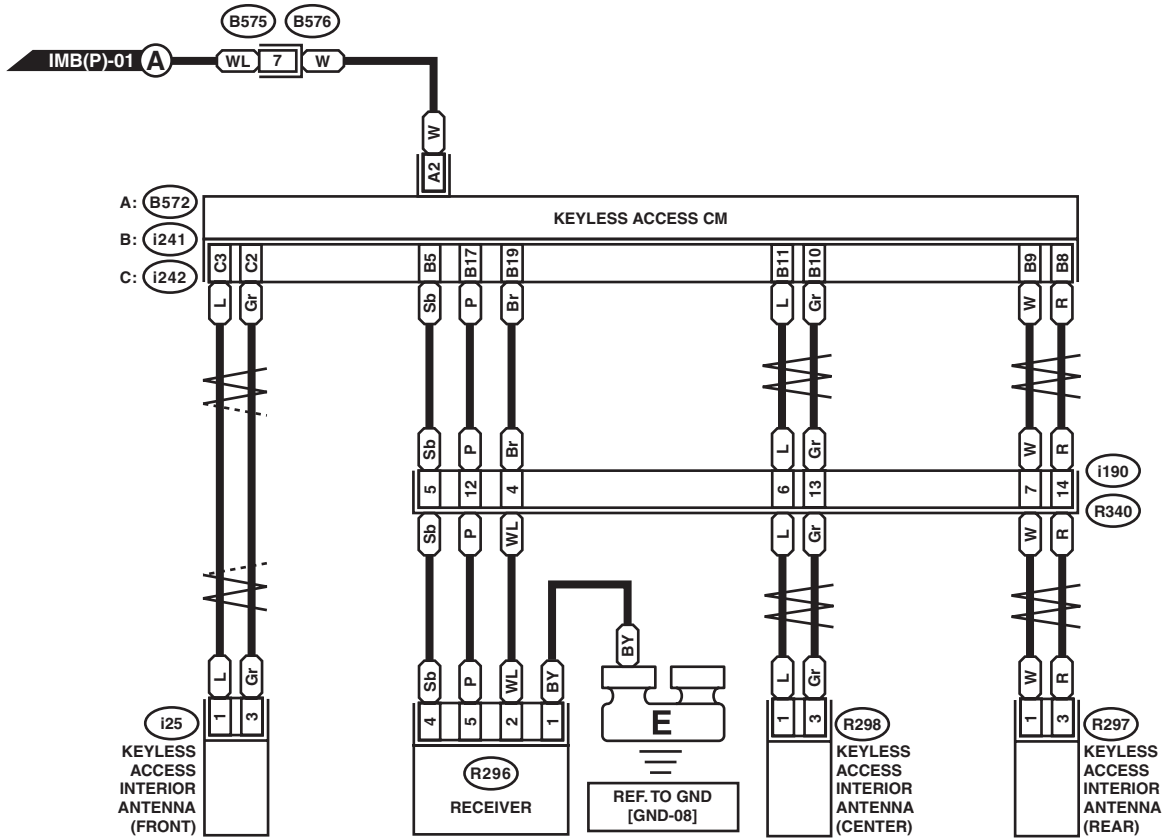 B575 B576
IMB(P)-01 A WL 7 W
W
A2
A: B572
KEYLESS ACCESS CM
B: i241
C: i242
C3 C2 B5 B17 B19 B11 B10 B9 B8
L Gr Sb P Br L Gr W R
Sb P Br L Gr W R
5 12 4 6 13 7 14
i190
R340
Sb P WL L Gr W R
BY
L Gr Sb P WL BY L Gr W R
1 3 4 5 2 1 1 3 1 3
E
i25
KEYLESS
ACCESS
INTERIOR
ANTENNA
(FRONT)
R296
RECEIVER
REF. TO GND
[GND-08]
R298
KEYLESS
ACCESS
INTERIOR
ANTENNA
(CENTER)
R297
KEYLESS
ACCESS
INTERIOR
ANTENNA
(REAR)